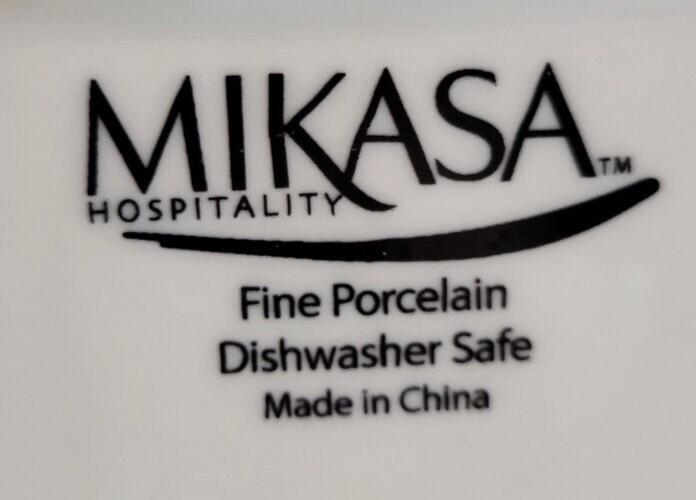 MIKASA™
HOSPITALITY
Fine Porcelain
Dishwasher Safe
Made in China